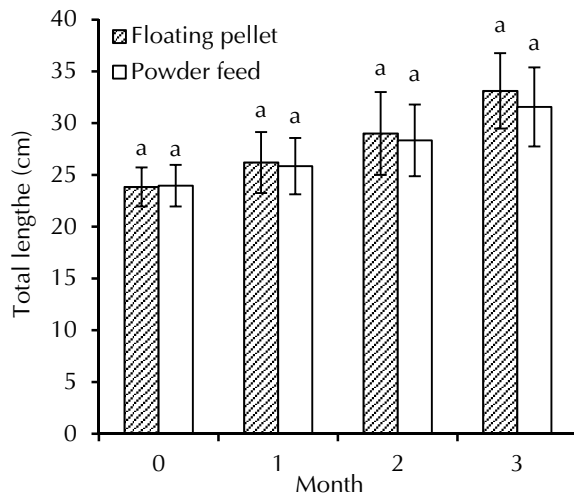 Floating pellet
Powder feed
Total lengthe (cm)
40
35
30
25
20
15
10
5
0
a a a a a a a a
0 1 2 3
Month